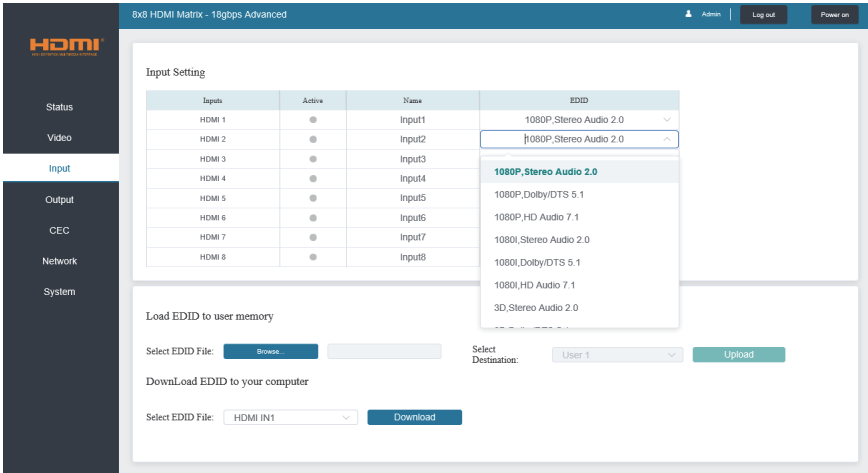 8x8 HDMI Matrix - 18gbps Advanced
Admin
Log out
Power on
HDMI
Status
Video
Input
Output
CEC
Network
System
Input Setting
Inputs Active Name EDID
HDMI 1 Input1 1080P,Stereo Audio 2.0
HDMI 2 Input2 1080P,Stereo Audio 2.0
HDMI 3 Input3
HDMI 4 Input4
HDMI 5 Input5
HDMI 6 Input6
HDMI 7 Input7
HDMI 8 Input8
1080P,Stereo Audio 2.0
1080P,Dolby/DTS 5.1
1080P,HD Audio 7.1
1080I,Stereo Audio 2.0
1080I,Dolby/DTS 5.1
1080I,HD Audio 7.1
3D,Stereo Audio 2.0
Load EDID to user memory
Select EDID File: Browse...
Select
Destination:
User 1
Upload
DownLoad EDID to your computer
Select EDID File: HDMI IN1 Download